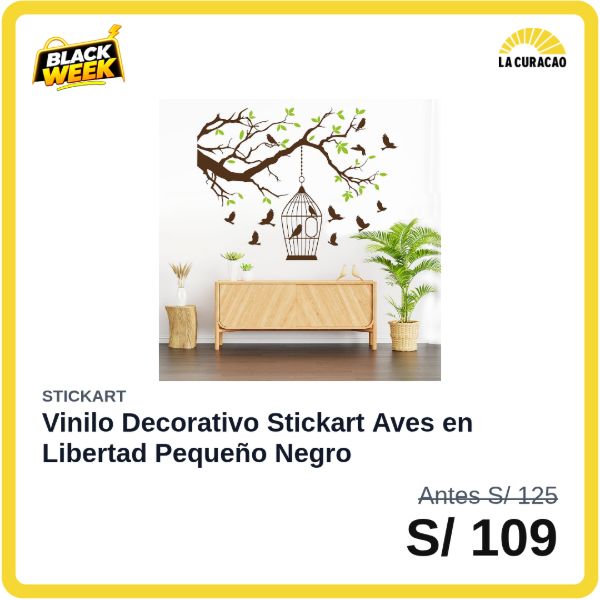 BLACK
WEEK
LA CURACAO
STICKART
Vinilo Decorativo Stickart Aves en
Libertad Pequeño Negro
Antes S/ 125
S/ 109